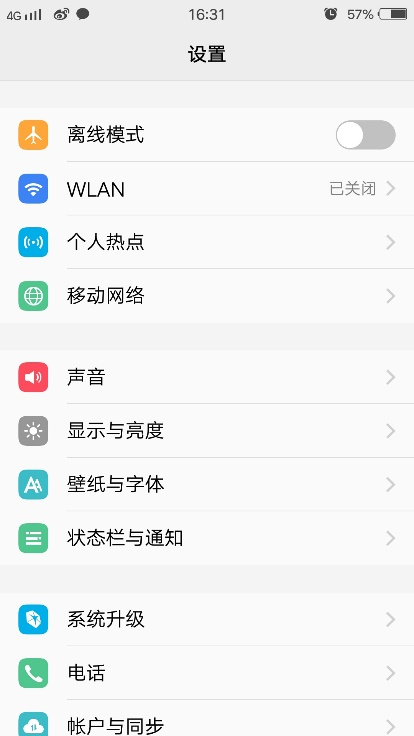 4G 16:31 57%
设置
离线模式
WLAN 已关闭
个人热点
移动网络
声音
显示与亮度
壁纸与字体
状态栏与通知
系统升级
电话
帐户与同步